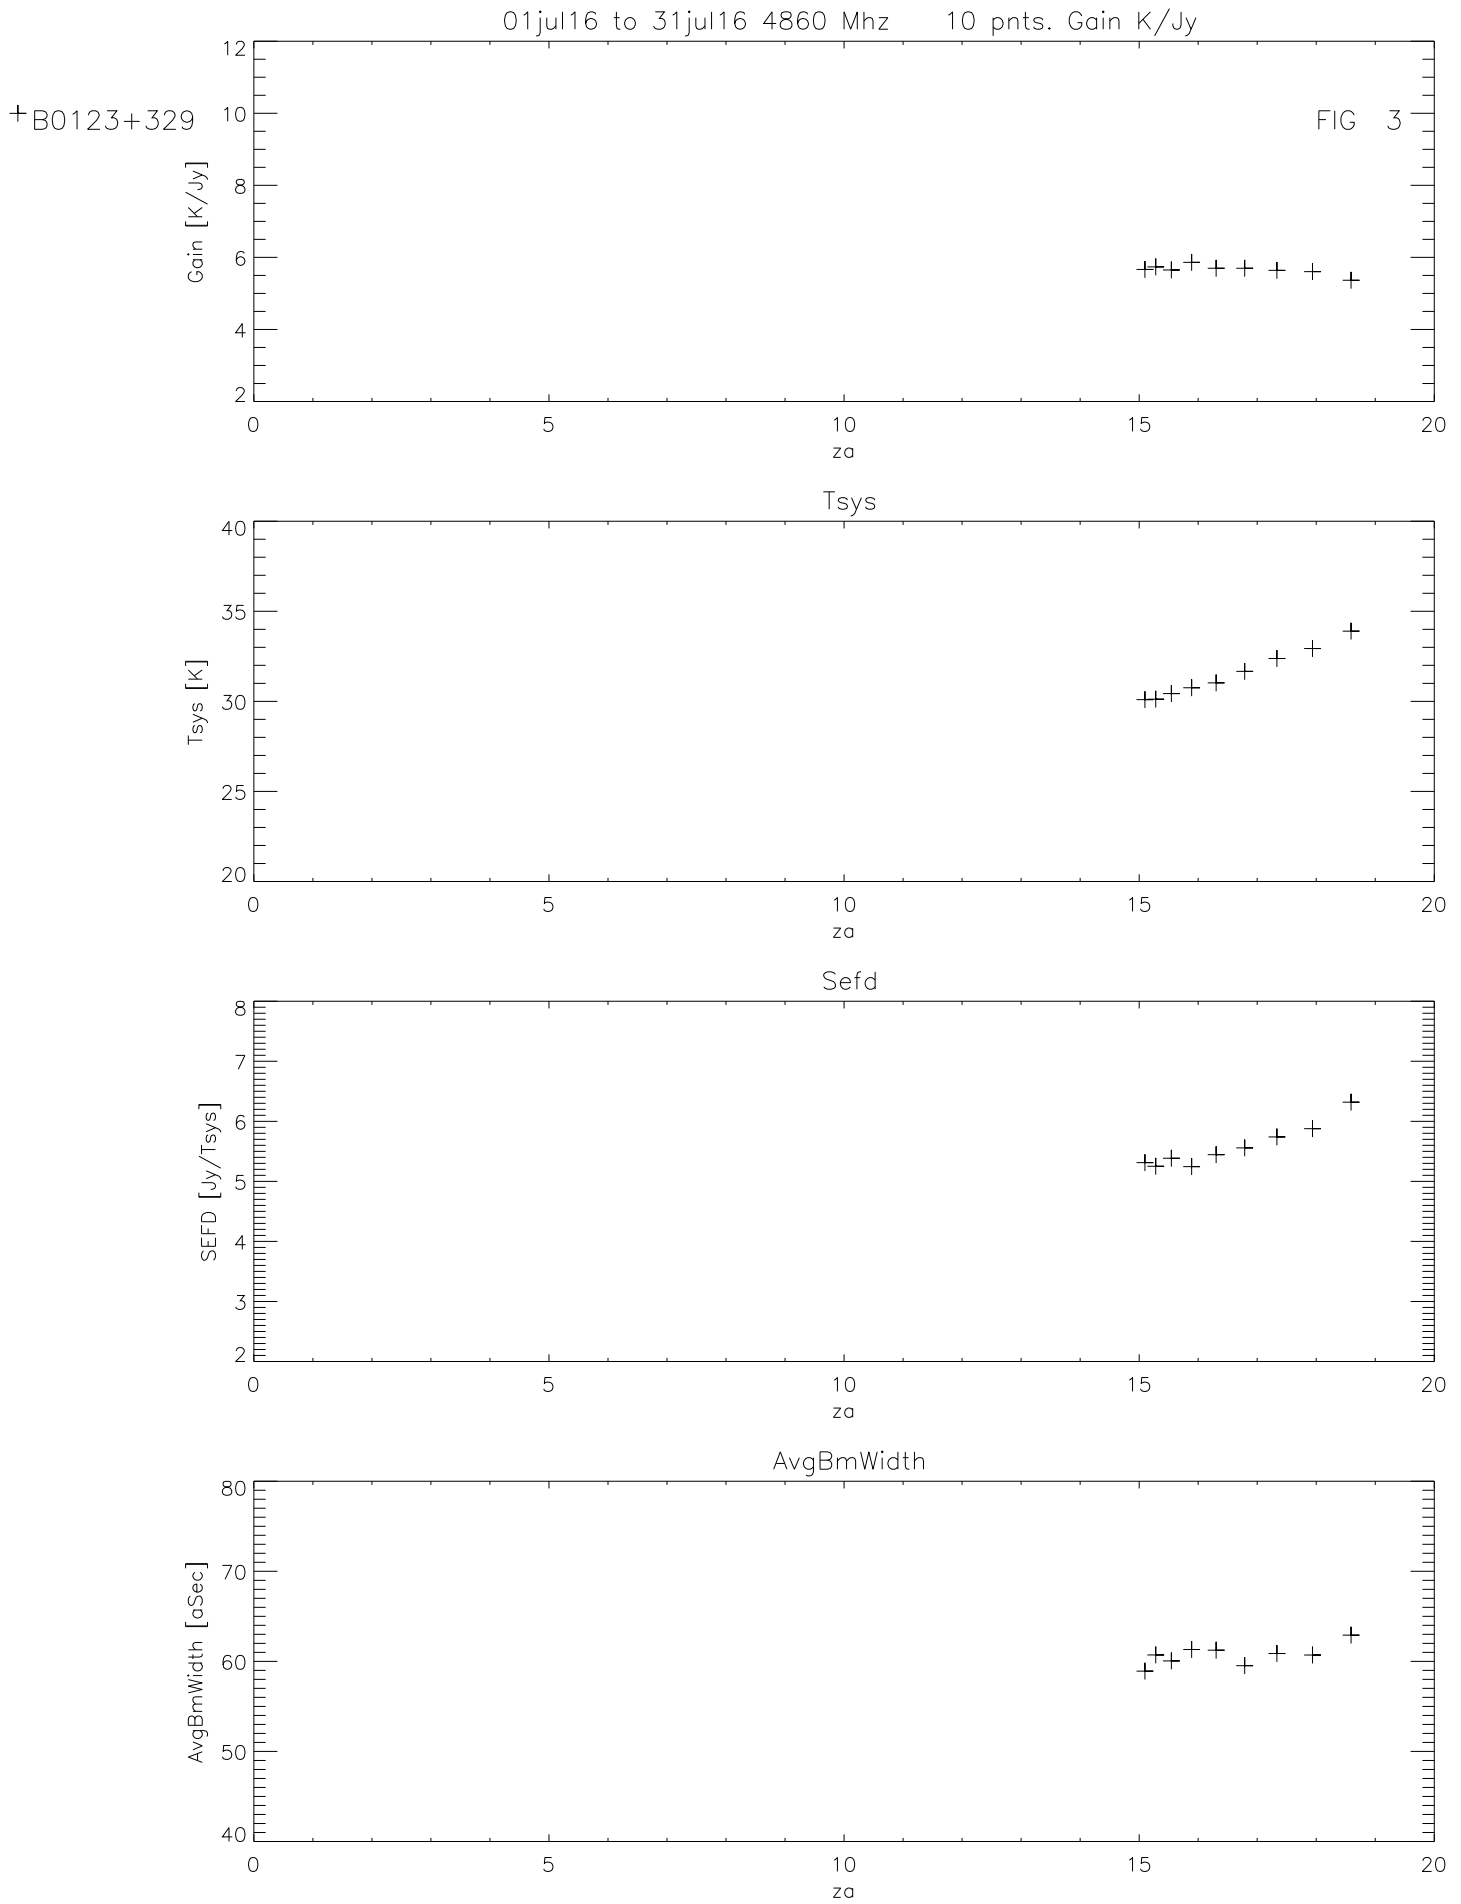 01jul16 to 31jul16 4860 Mhz 10 pnts. Gain K/Jy
+ B0123+329
FIG 3
12
10
8
6
4
2
Gain [K/Jy]
0 5 10 15 20
za
Tsys
40
35
30
25
20
Tsys [K]
0 5 10 15 20
za
Sefd
8
7
6
5
4
3
2
SEFD [Jy/Tsys]
0 5 10 15 20
za
AvgBmWidth
80
70
60
50
40
AvgBmWidth [aSec]
0 5 10 15 20
za